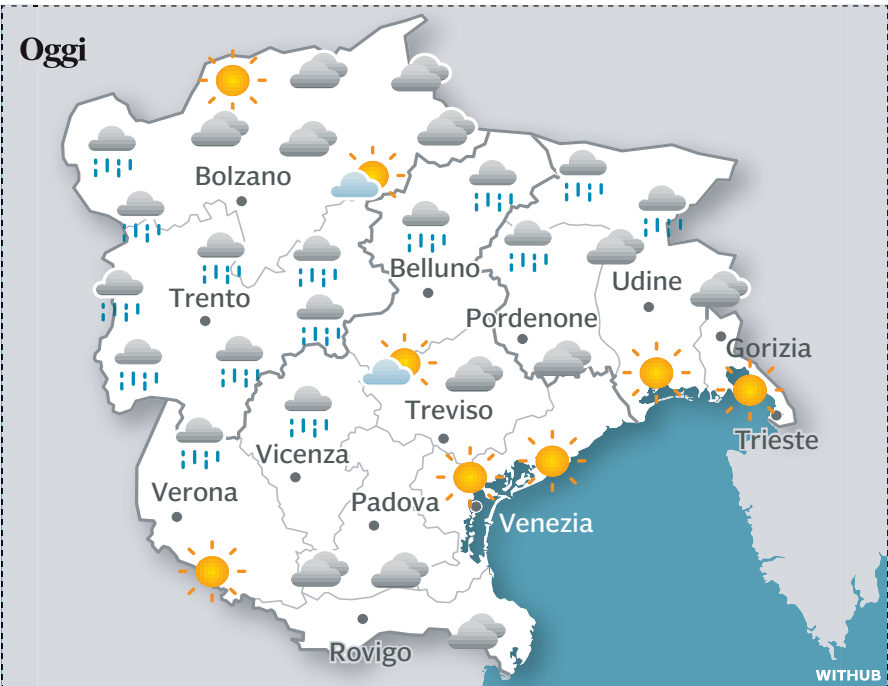 Oggi
Bolzano
Belluno
Udine
Trento
Pordenone
Gorizia
Treviso
Trieste
Vicenza
Verona
Padova
Venezia
Rovigo
WITHUB